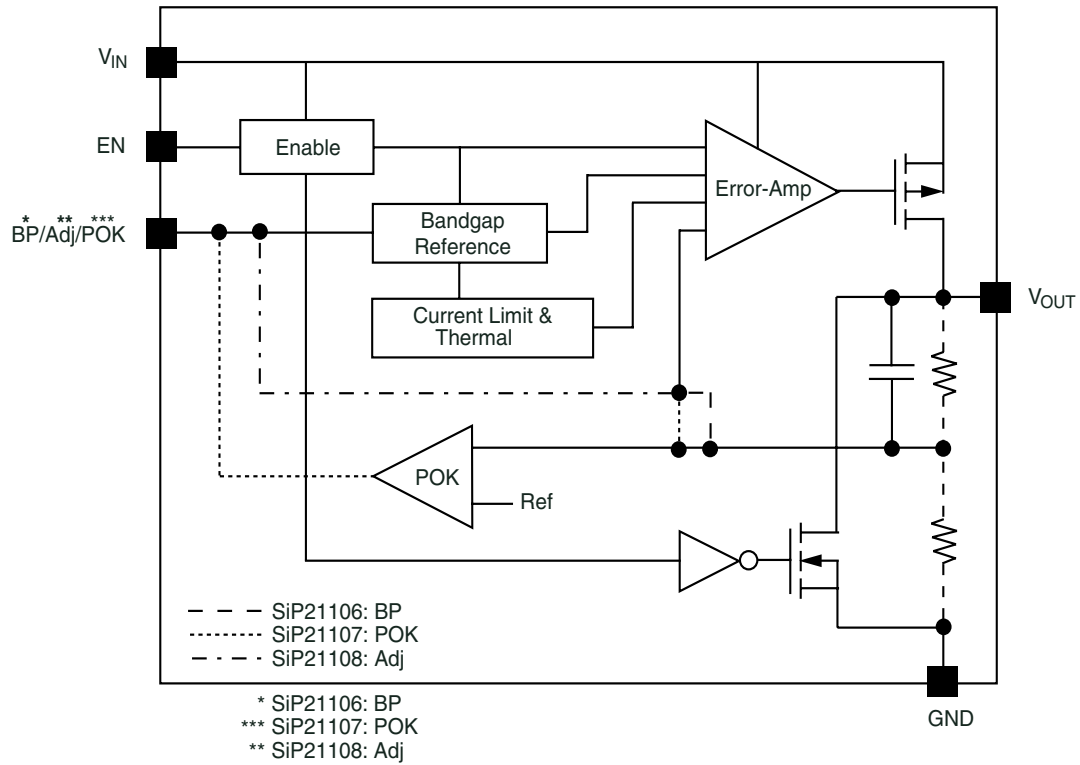 VIN
EN
Enable
Error-Amp
* ** ***
BP/Adj/POK
Bandgap
Reference
VOUT
Current Limit &
Thermal
POK
Ref
SiP21106: BP
SiP21107: POK
SiP21108: Adj
* SiP21106: BP
*** SiP21107: POK
** SiP21108: Adj
GND